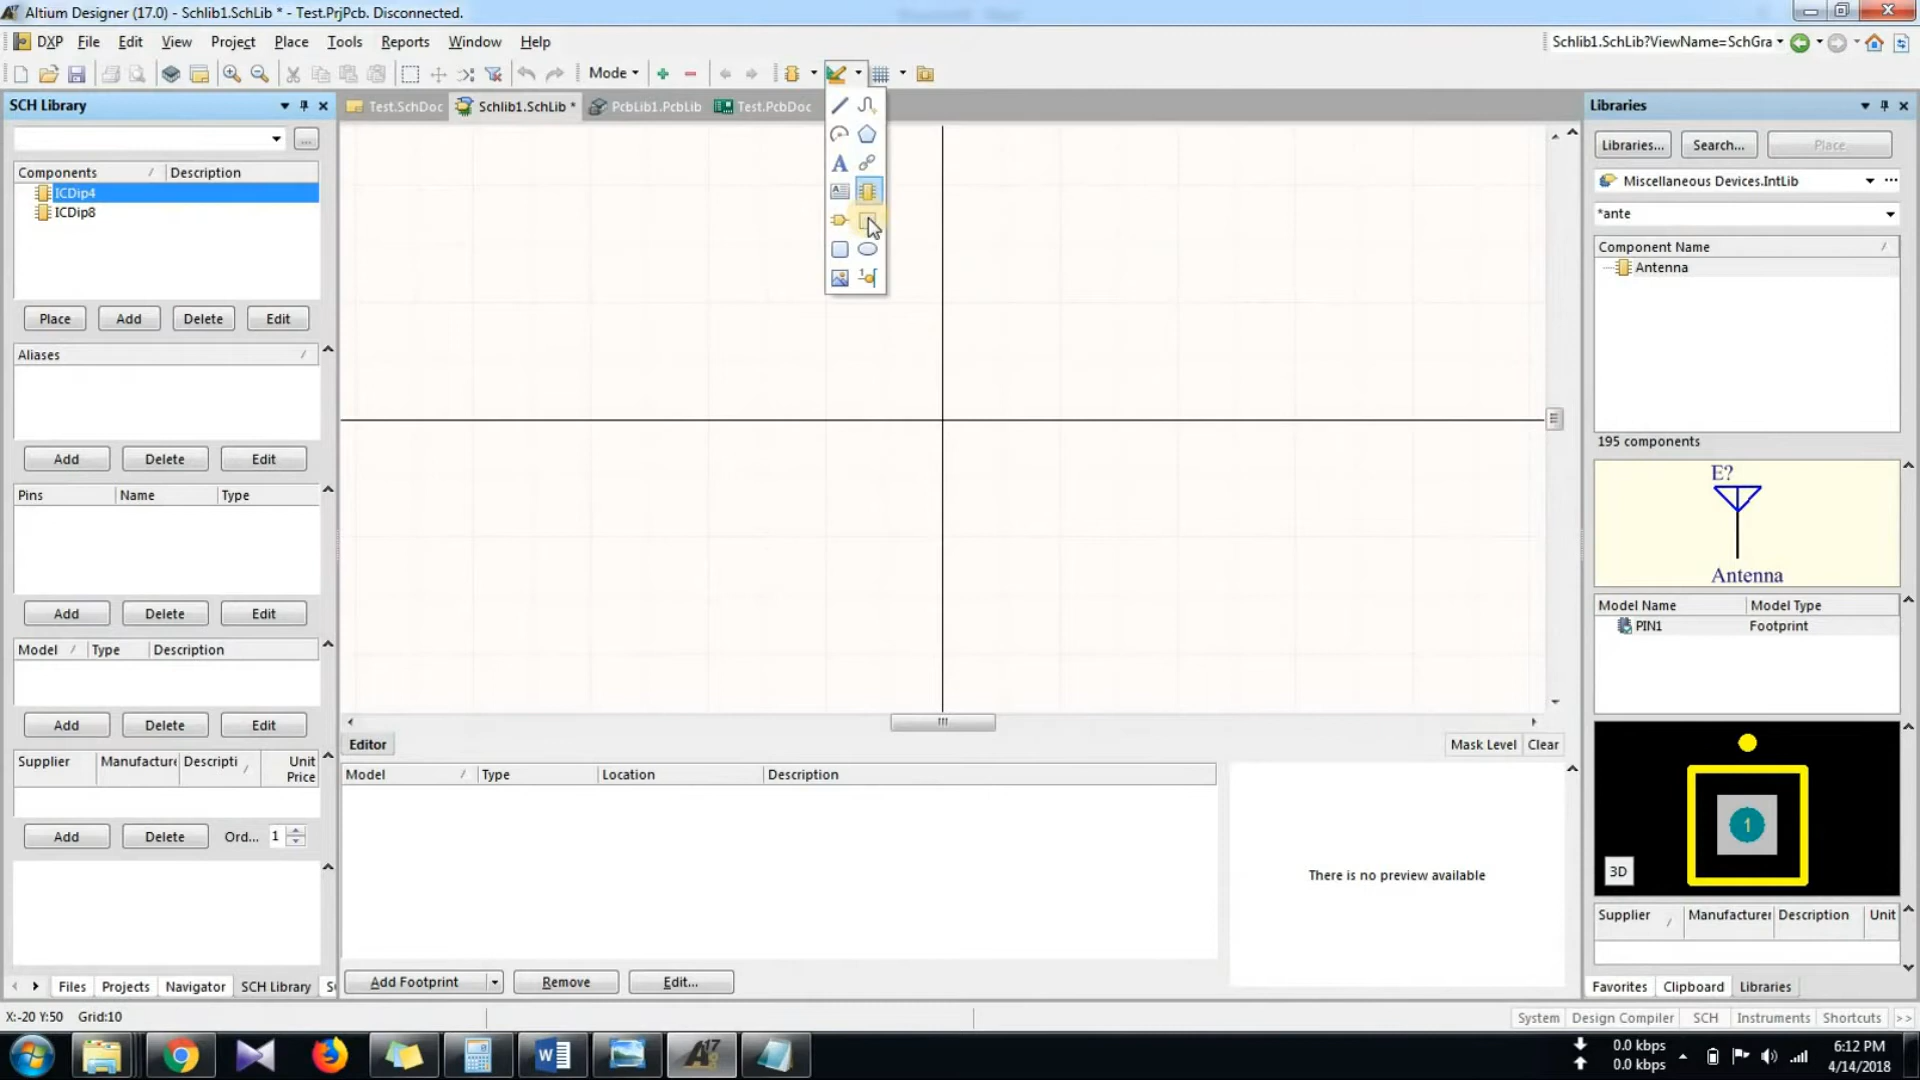 Altium Designer (17.0) - Schlib1.SchLib * - Test.PrjPcb. Disconnected.
DXP File Edit View Project Place Tools Reports Window Help
Schlib1.SchLib?ViewName=SchGra
Mode
SCH Library
Test.SchDoc Schlib1.SchLib * PcbLib1.PcbLib Test.PcbDoc
Libraries
...
Components / Description
ICDip4
ICDip8
Place Add Delete Edit
Aliases /
Add Delete Edit
Pins Name Type
Add Delete Edit
Model / Type Description
Add Delete Edit
Supplier Manufacture Descripti / Unit Price
Add Delete Ord... 1
Files Projects Navigator SCH Library
A
A
1
Editor
Mask Level Clear
Model / Type Location Description
There is no preview available
Add Footprint Remove Edit...
Libraries... Search... Place
Miscellaneous Devices.IntLib ...
*ante
Component Name /
Antenna
195 components
E?
Antenna
Model Name Model Type
PIN1 Footprint
1
3D
Supplier / Manufacturer Description Unit
Favorites Clipboard Libraries
X:-20 Y:50 Grid:10
System Design Compiler SCH Instruments Shortcuts >>
W
17
0.0 kbps
0.0 kbps
6:12 PM
4/14/2018